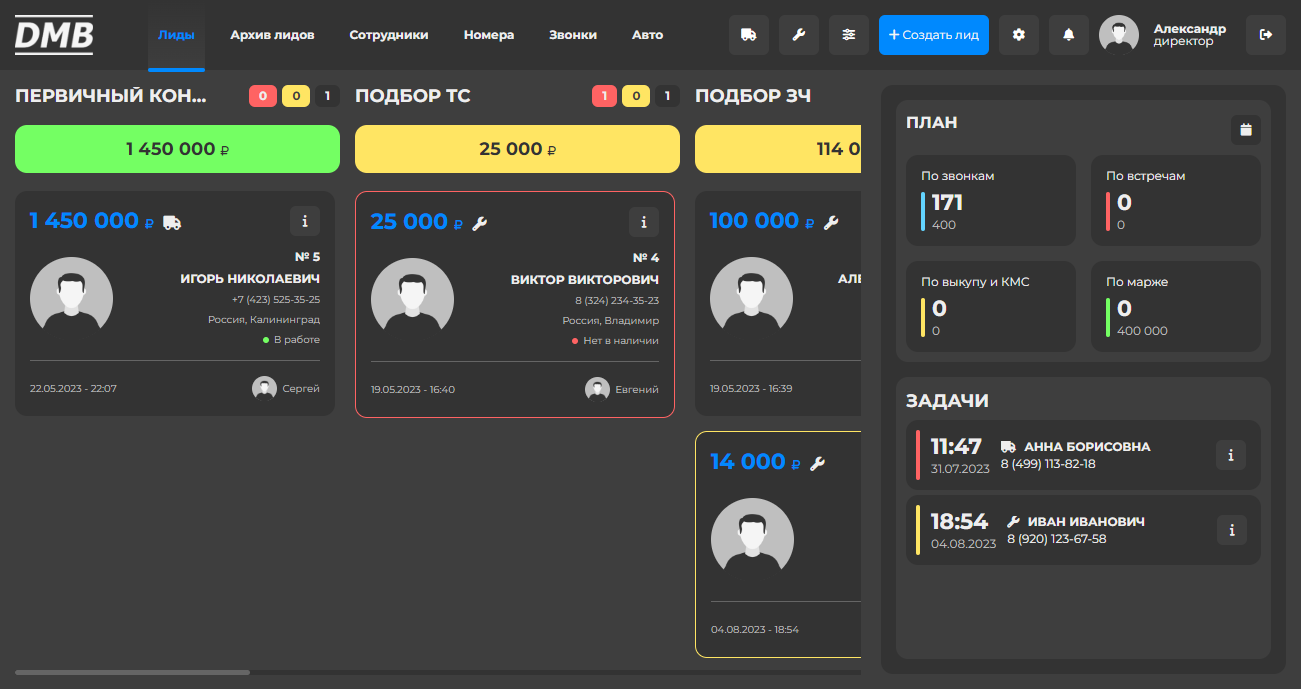 DMB
Лиды
Архив лидов
Сотрудники
Номера
Звонки
Авто
+ Создать лид
Александр
директор
ПЕРВИЧНЫЙ КОН...
0 0 1
1 450 000 ₽
1 450 000 ₽
i
№ 5
ИГОРЬ НИКОЛАЕВИЧ
+7 (423) 525-35-25
Россия, Калининград
В работе
22.05.2023 - 22:07
Сергей
ПОДБОР ТС
1 0 1
25 000 ₽
25 000 ₽
i
№ 4
ВИКТОР ВИКТОРОВИЧ
8 (324) 234-35-23
Россия, Владимир
Нет в наличии
19.05.2023 - 16:40
Евгений
ПОДБОР ЗЧ
114 0
100 000 ₽
АЛЕ
19.05.2023 - 16:39
14 000 ₽
04.08.2023 - 18:54
ПЛАН
По звонкам
171
400
По встречам
0
0
По выкупу и КМС
0
0
По марже
0
400 000
ЗАДАЧИ
11:47
31.07.2023
АННА БОРИСОВНА
8 (499) 113-82-18
i
18:54
04.08.2023
ИВАН ИВАНОВИЧ
8 (920) 123-67-58
i